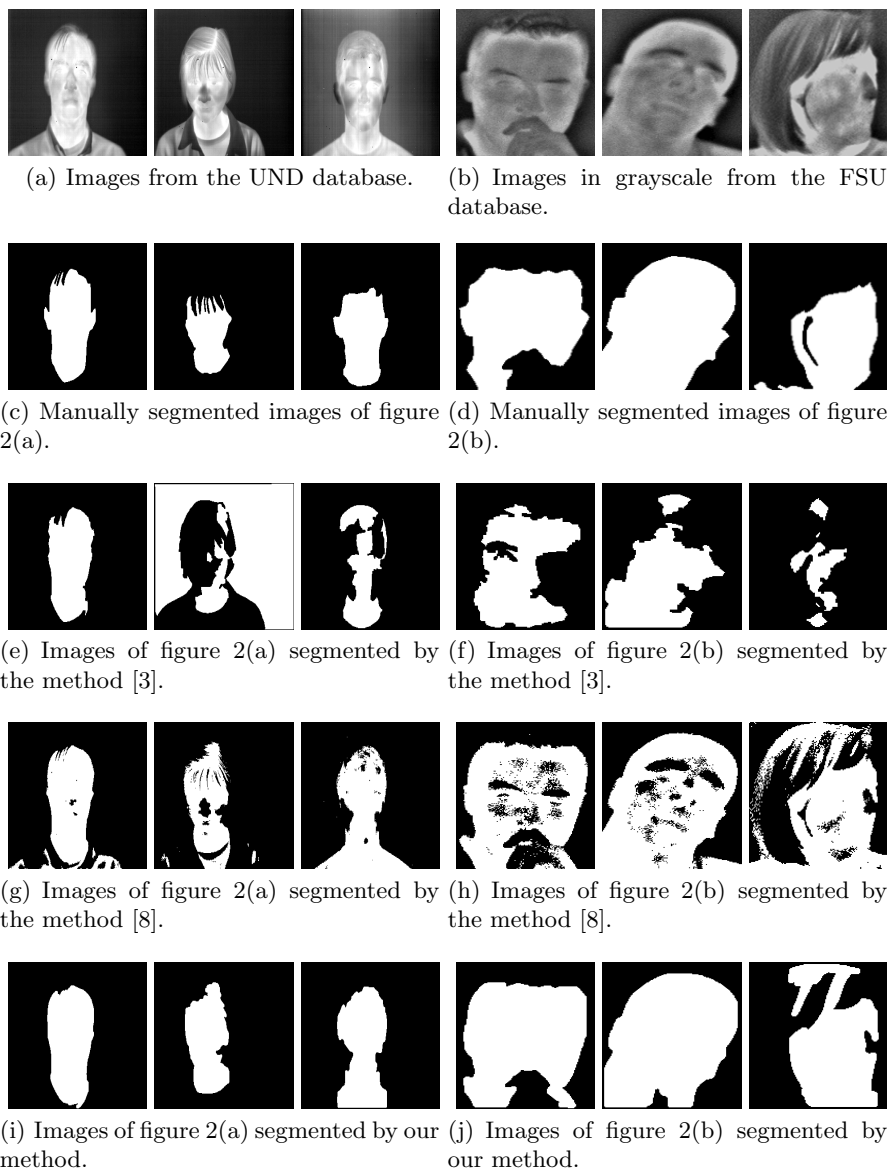 (a) Images from the UND database.
(b) Images in grayscale from the FSU
database.
(c) Manually segmented images of figure
2(a).
(d) Manually segmented images of figure
2(b).
(e) Images of figure 2(a) segmented by
the method [3].
(f) Images of figure 2(b) segmented by
the method [3].
(g) Images of figure 2(a) segmented by
the method [8].
(h) Images of figure 2(b) segmented by
the method [8].
(i) Images of figure 2(a) segmented by our
method.
(j) Images of figure 2(b) segmented by
our method.